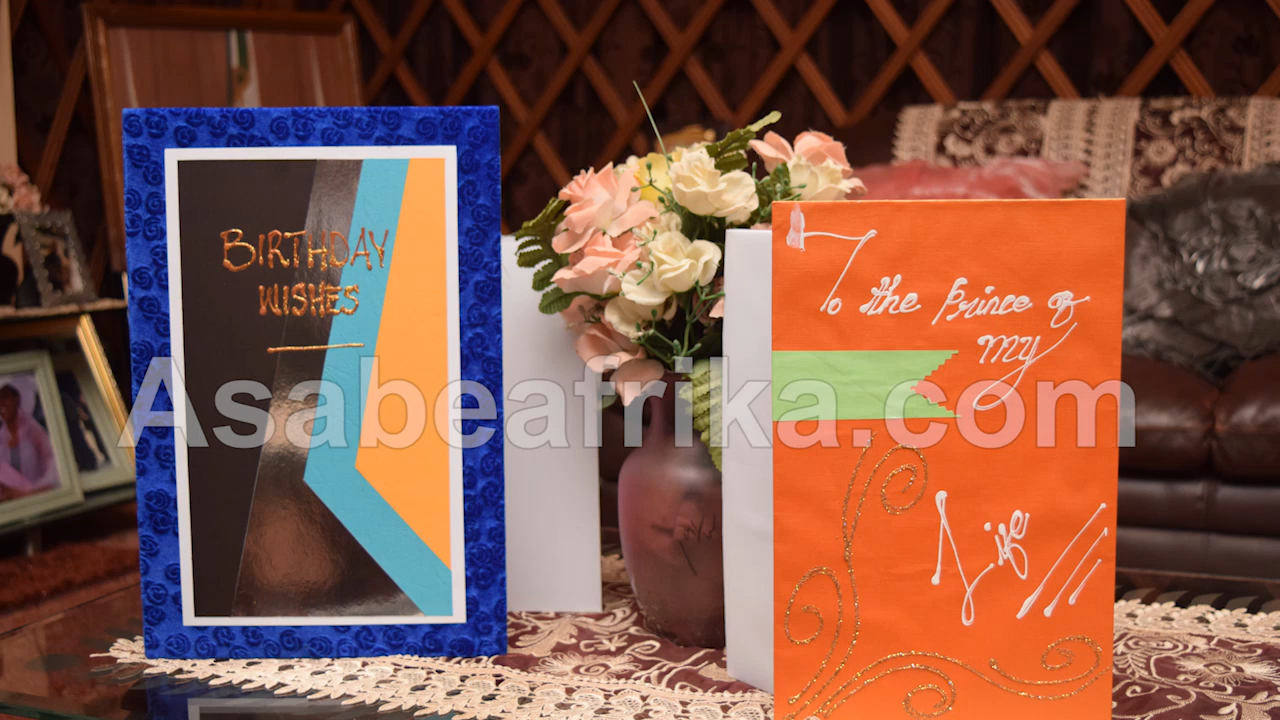 BIRTHDAY
WISHES
To the Prince of
my
Life
Asabeafrika.com